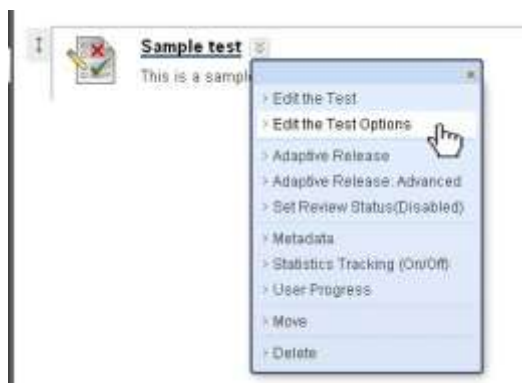 Sample test
This is a sampl
Edit the Test
Edit the Test Options
Adaptive Release
Adaptive Release: Advanced
Set Review Status(Disabled)
Metadata
Statistics Tracking (On/Off)
User Progress
Move
Delete